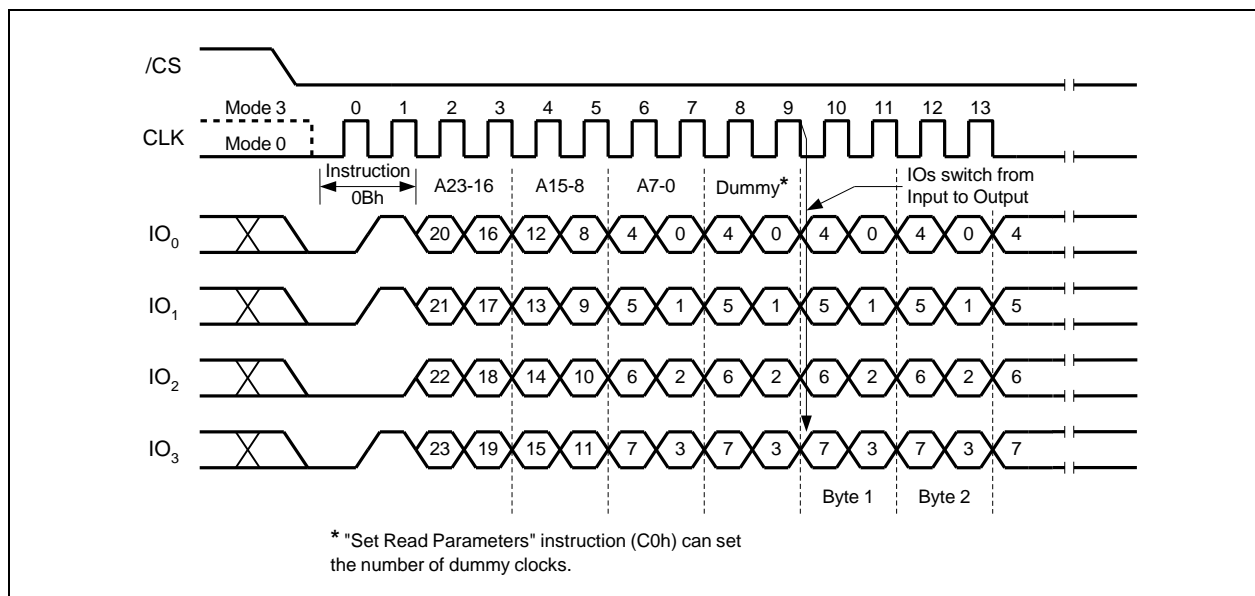 /CS
Mode 3 0 1 2 3 4 5 6 7 8 9 10 11 12 13
CLK
Mode 0
Instruction
0Bh
A23-16 A15-8 A7-0 Dummy*
IOs switch from
Input to Output
IO0 20 16 12 8 4 0 4 0 4 0 4 0 4
IO1 21 17 13 9 5 1 5 1 5 1 5 1 5
IO2 22 18 14 10 6 2 6 2 6 2 6 2 6
IO3 23 19 15 11 7 3 7 3 7 3 7 3 7
Byte 1 Byte 2
* "Set Read Parameters" instruction (C0h) can set
the number of dummy clocks.